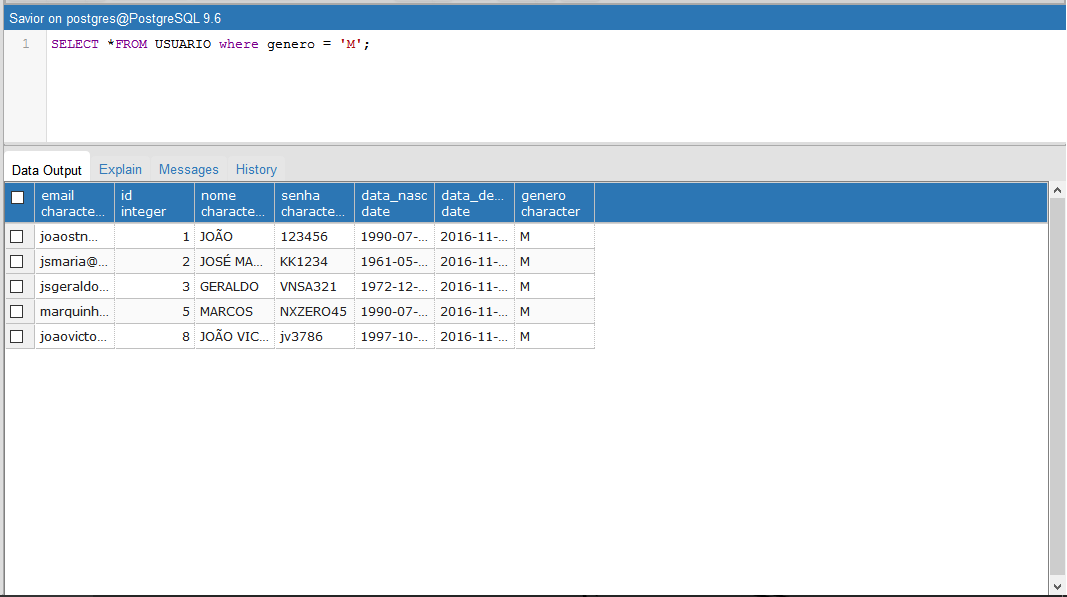 Savior on postgres@PostgreSQL 9.6
1 SELECT *FROM USUARIO where genero = 'M';
Data Output Explain Messages History
email id nome senha data_nasc data_de... genero
characte... integer characte... characte... date date character
joaostn... 1 JOÃO 123456 1990-07-... 2016-11-... M
jsmaria@... 2 JOSÉ MA... KK1234 1961-05-... 2016-11-... M
jsgeraldo... 3 GERALDO VNSA321 1972-12-... 2016-11-... M
marquinh... 5 MARCOS NXZERO45 1990-07-... 2016-11-... M
joaovicto... 8 JOÃO VIC... jv3786 1997-10-... 2016-11-... M